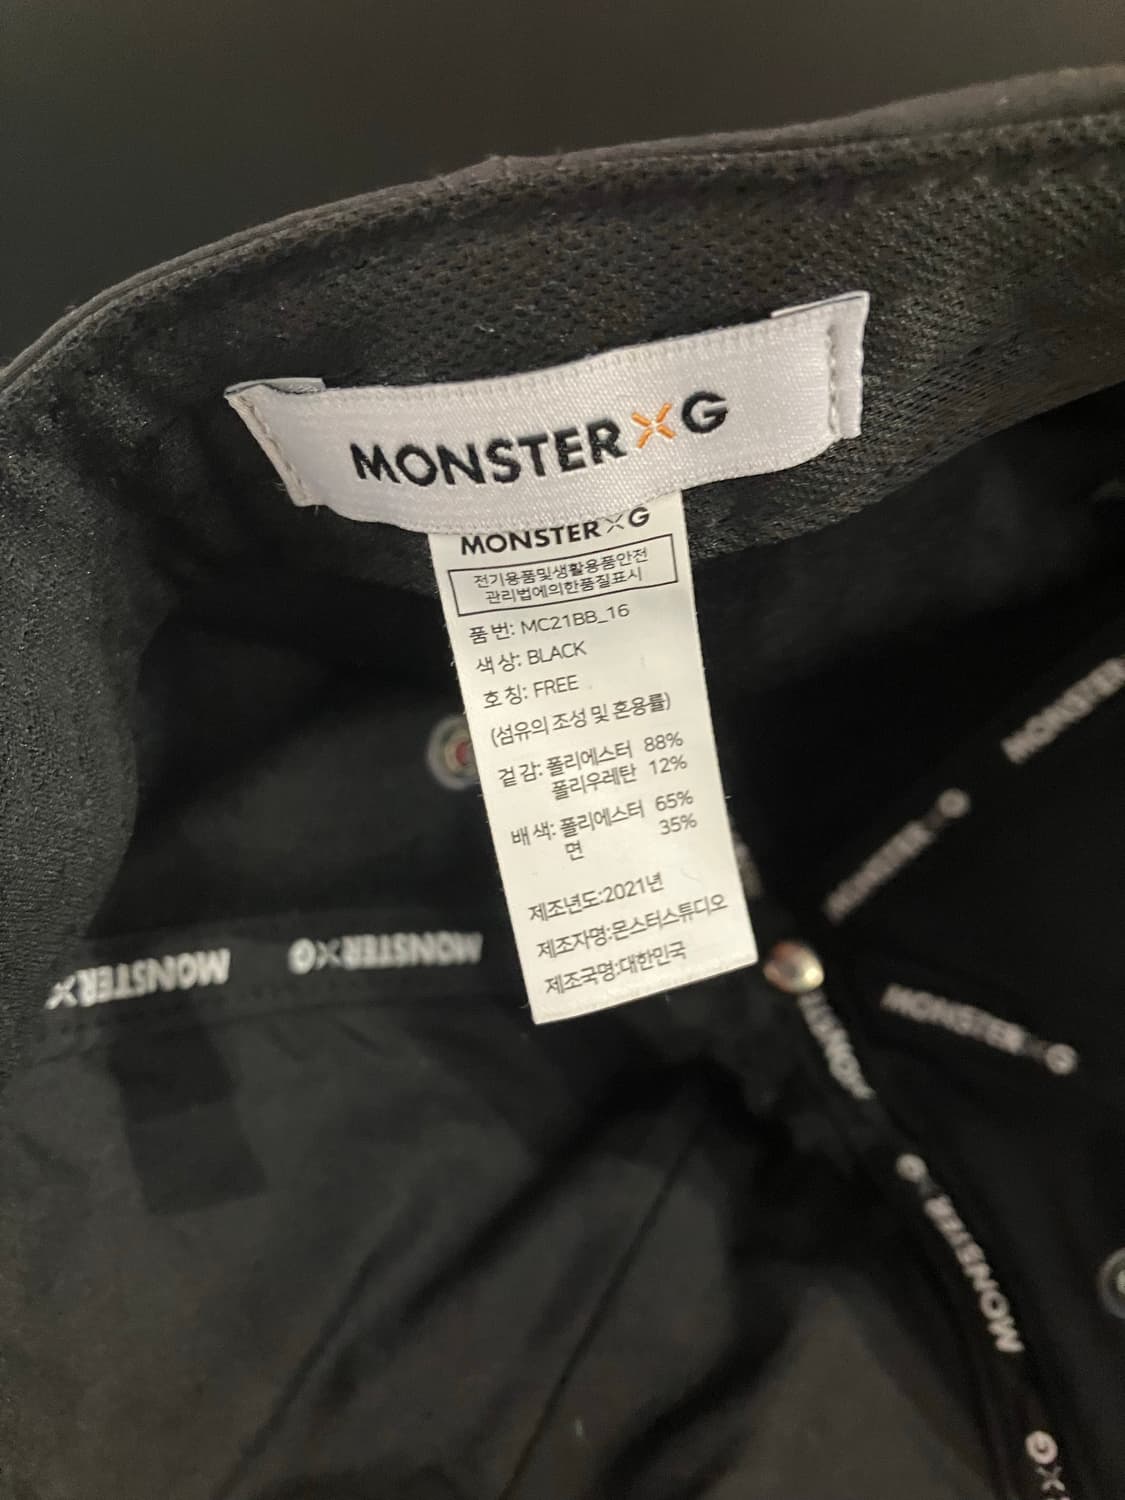 MONSTER X G
MONSTER X G
전기용품및생활용품안전
관리법에의한품질표시
품 번: MC21BB_16
색 상: BLACK
호 칭: FREE
(섬유의 조성 및 혼용률)
겉 감: 폴리에스터 88%
폴리우레탄 12%
배 색: 폴리에스터 65%
면 35%
제조년도:2021년
제조자명:몬스터스튜디오
제조국명:대한민국
MONSTER
MONSTER X G
MONSTER X
MONSTER X G
MONSTER X G
MONSTER
MONSTER X G
G X